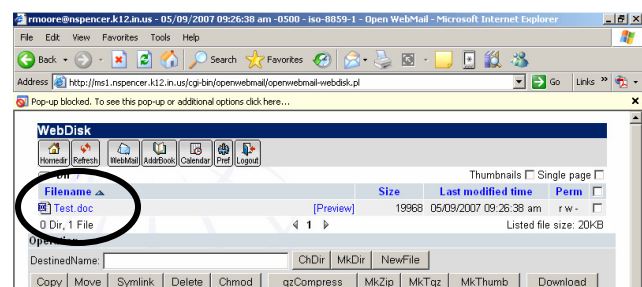 rmoore@nspencer.k12.in.us - 05/09/2007 09:26:38 am -0500 - iso-8859-1 - Open WebMail - Microsoft Internet Explorer
File Edit View Favorites Tools Help
Back Search Favorites
Address http://ms1.nspencer.k12.in.us/cgi-bin/openwebmail/openwebmail-webdisk.pl Go Links »
Pop-up blocked. To see this pop-up or additional options click here...
WebDisk
Homedir Refresh WebMail AddrBook Calendar Pref Logout
Dir / Thumbnails Single page
Filename Size Last modified time Perm
Test.doc [Preview] 19968 05/09/2007 09:26:38 am r w -
0 Dir, 1 File 1 Listed file size: 20KB
Operation
DestinedName: ChDir MkDir NewFile
Copy Move Symlink Delete Chmod gzCompress MkZip MkTgz MkThumb Download